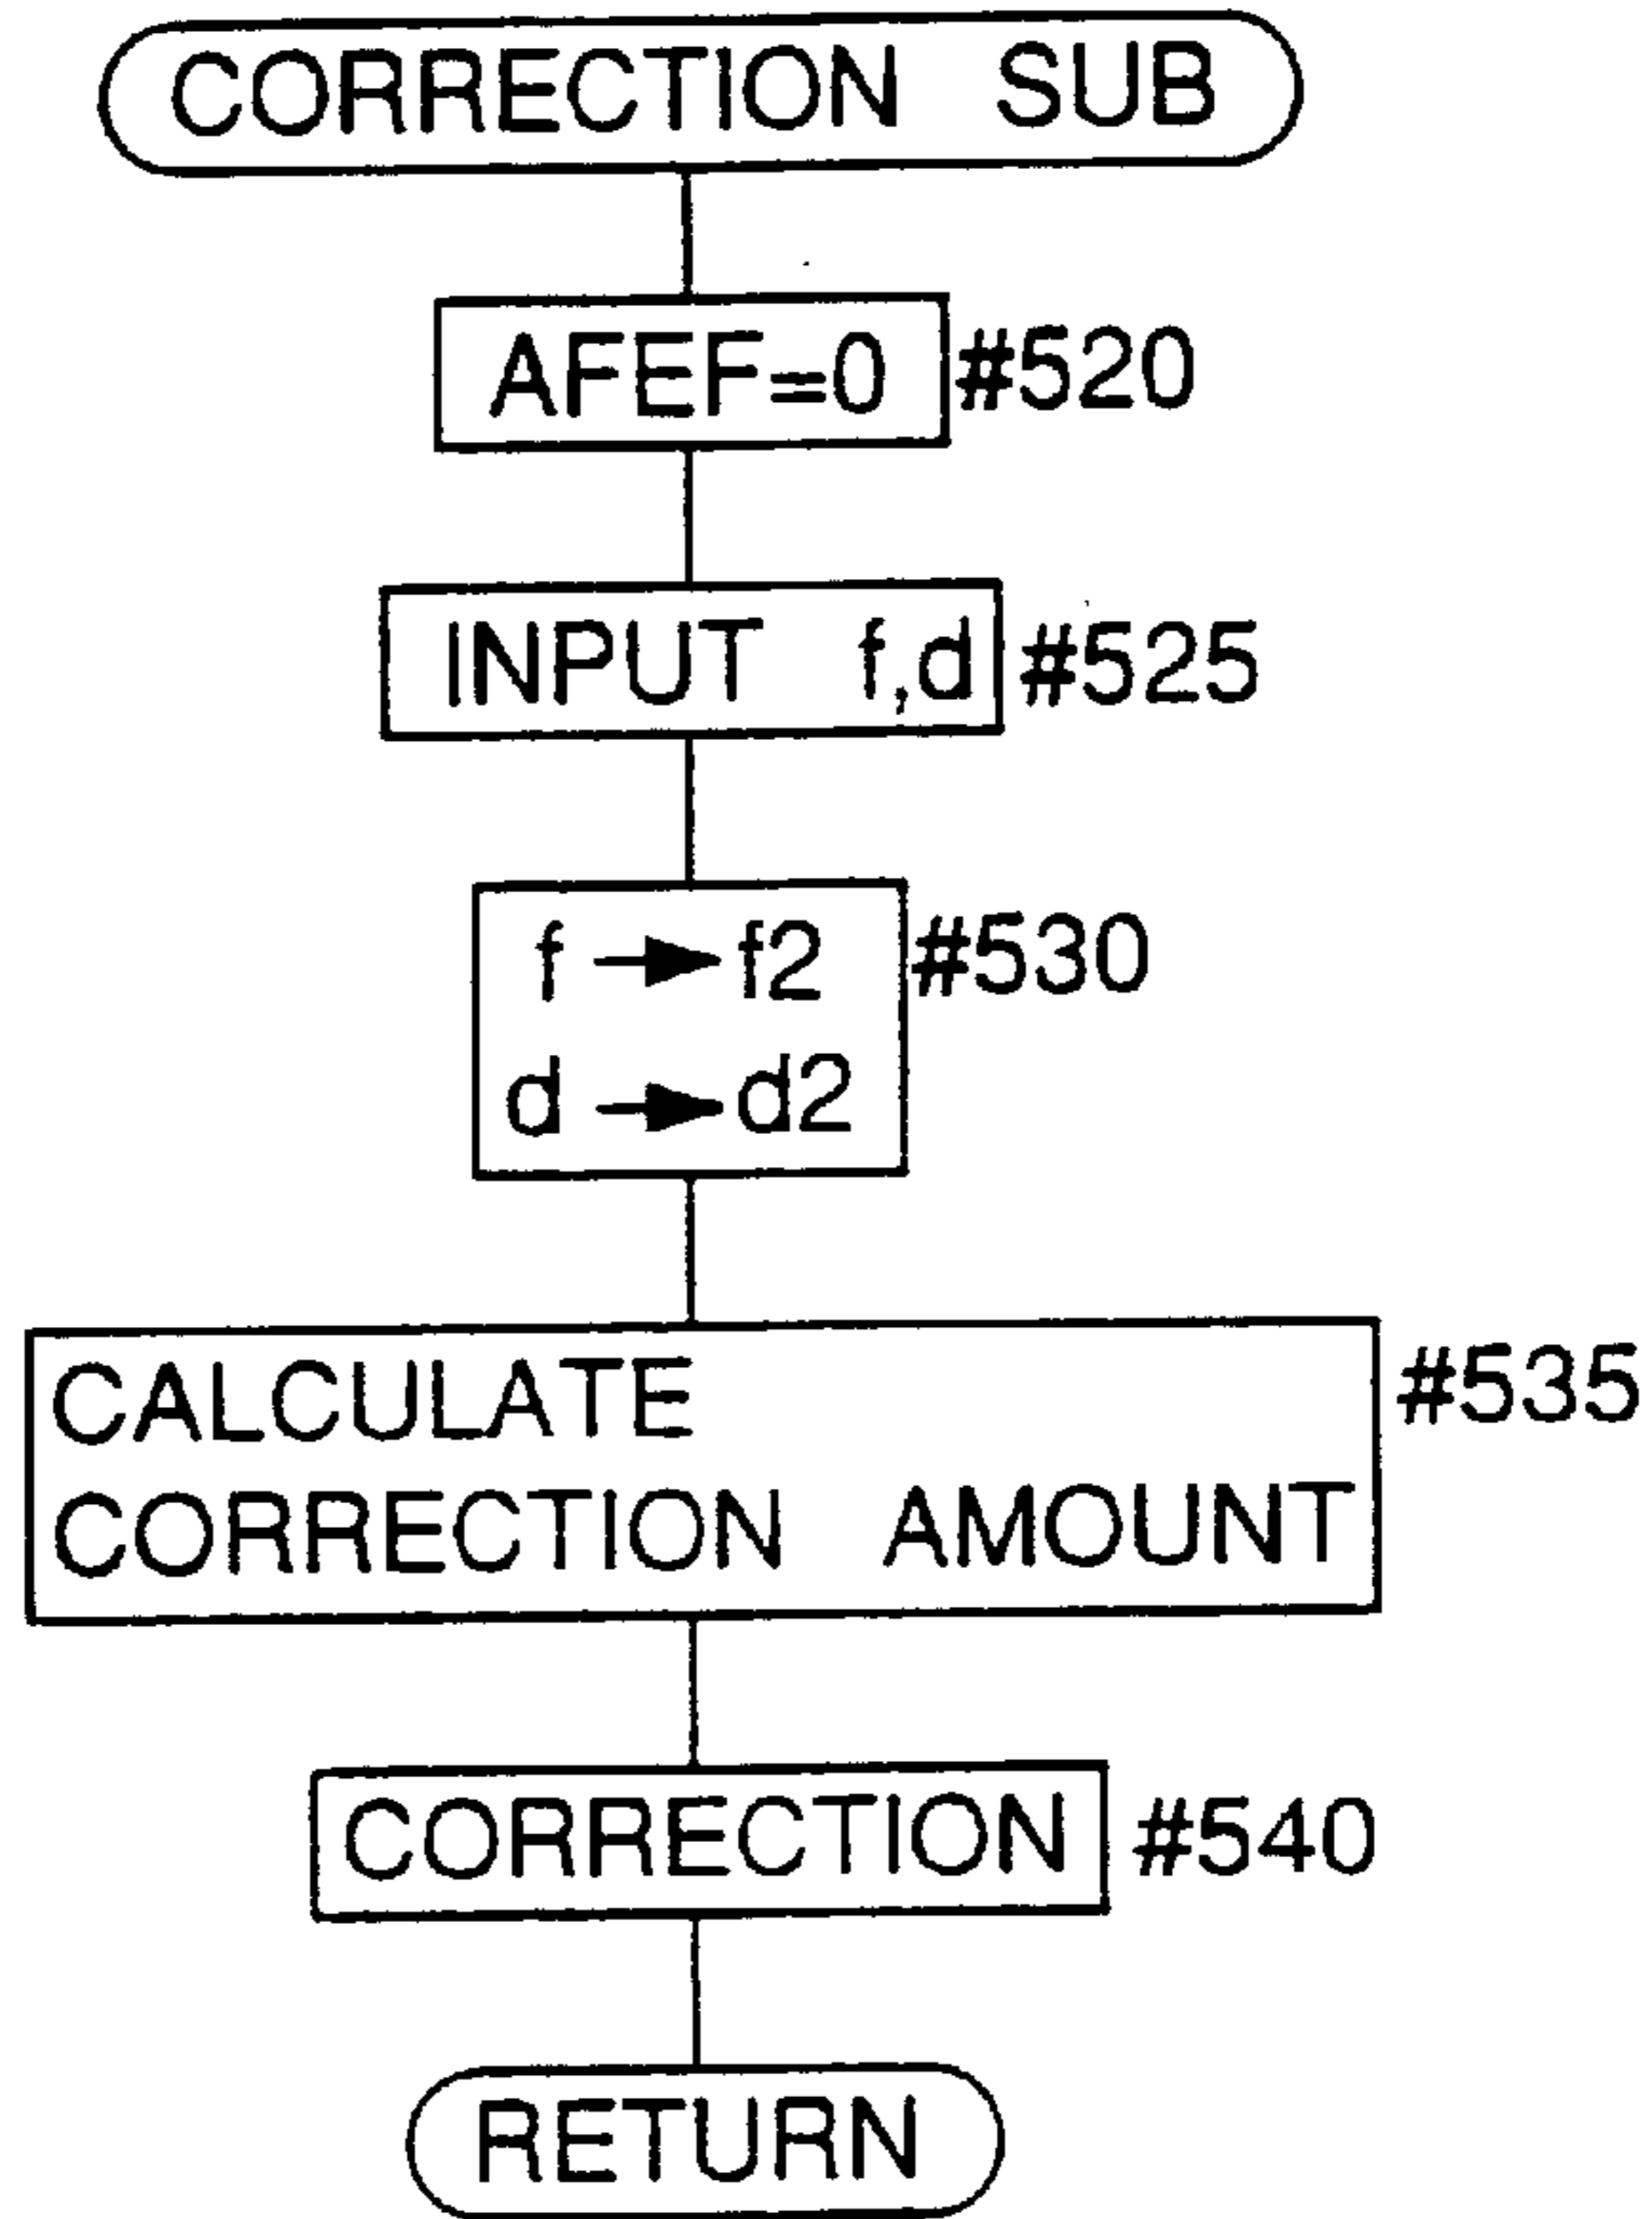 CORRECTION SUB
AFEF=0 #520
INPUT f,d #525
f → f2 #530
d → d2
CALCULATE #535
CORRECTION AMOUNT
CORRECTION #540
RETURN